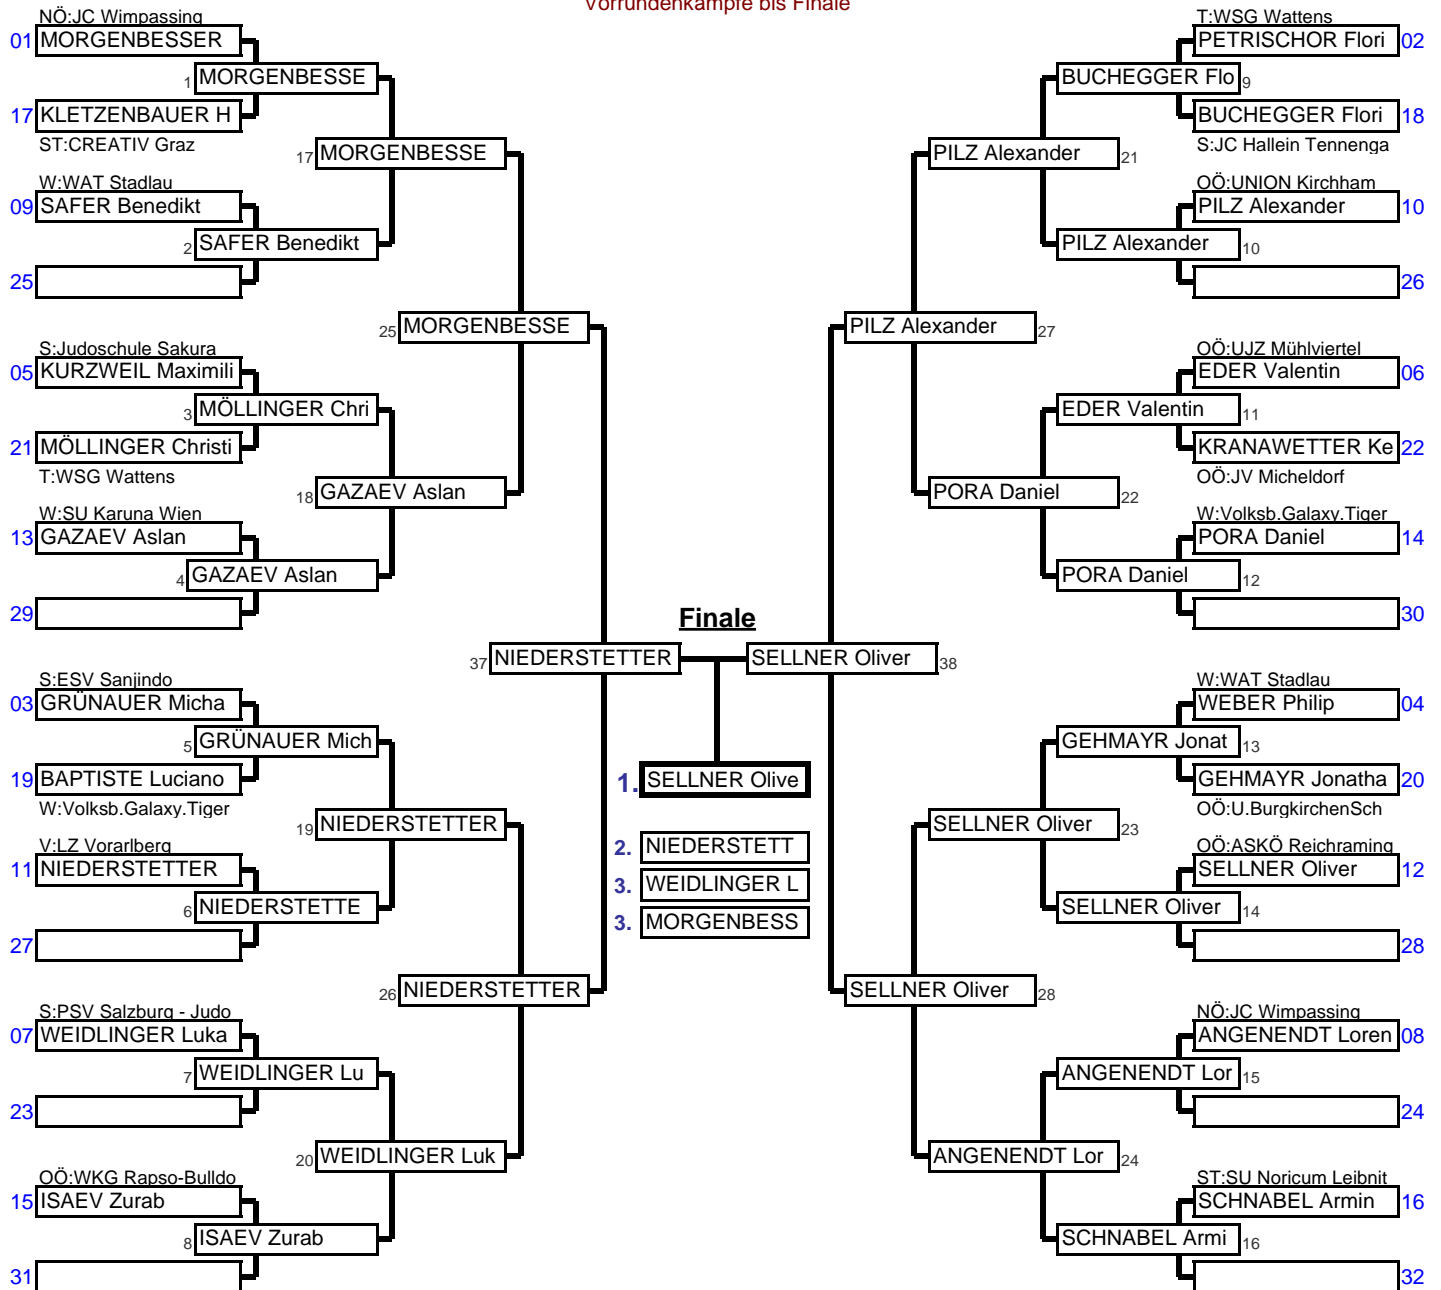 Vorrundenkämpfe bis Finale
NÖ:JC Wimpassing
01 MORGENBESSER
1 MORGENBESSE
17 KLETZENBAUER H
ST:CREATIV Graz
17 MORGENBESSE
W:WAT Stadlau
09 SAFER Benedikt
2 SAFER Benedikt
25
25 MORGENBESSE
S:Judoschule Sakura
05 KURZWEIL Maximili
3 MÖLLINGER Chri
21 MÖLLINGER Christi
T:WSG Wattens
18 GAZAEV Aslan
W:SU Karuna Wien
13 GAZAEV Aslan
4 GAZAEV Aslan
29
37 NIEDERSTETTER
S:ESV Sanjindo
03 GRÜNAUER Micha
5 GRÜNAUER Mich
19 BAPTISTE Luciano
W:Volksb.Galaxy.Tiger
19 NIEDERSTETTER
V:LZ Vorarlberg
11 NIEDERSTETTER
6 NIEDERSTETTE
27
26 NIEDERSTETTER
S:PSV Salzburg - Judo
07 WEIDLINGER Luka
7 WEIDLINGER Lu
23
20 WEIDLINGER Luk
OÖ:WKG Rapso-Bulldo
15 ISAEV Zurab
8 ISAEV Zurab
31
Finale
1. SELLNER Olive
2. NIEDERSTETT
3. WEIDLINGER L
3. MORGENBESS
T:WSG Wattens
PETRISCHOR Flori 02
BUCHEGGER Flo 9
BUCHEGGER Flori 18
S:JC Hallein Tennenga
PILZ Alexander 21
OÖ:UNION Kirchham
PILZ Alexander 10
PILZ Alexander 10
26
PILZ Alexander 27
OÖ:UJZ Mühlviertel
EDER Valentin 06
EDER Valentin 11
KRANAWETTER Ke 22
OÖ:JV Micheldorf
PORA Daniel 22
W:Volksb.Galaxy.Tiger
PORA Daniel 14
PORA Daniel 12
30
SELLNER Oliver 38
W:WAT Stadlau
WEBER Philip 04
GEHMAYR Jonat 13
GEHMAYR Jonatha 20
OÖ:U.BurgkirchenSch
SELLNER Oliver 23
OÖ:ASKÖ Reichraming
SELLNER Oliver 12
SELLNER Oliver 14
28
SELLNER Oliver 28
NÖ:JC Wimpassing
ANGENENDT Loren 08
ANGENENDT Lor 15
24
ANGENENDT Lor 24
ST:SU Noricum Leibnit
SCHNABEL Armin 16
SCHNABEL Armi 16
32